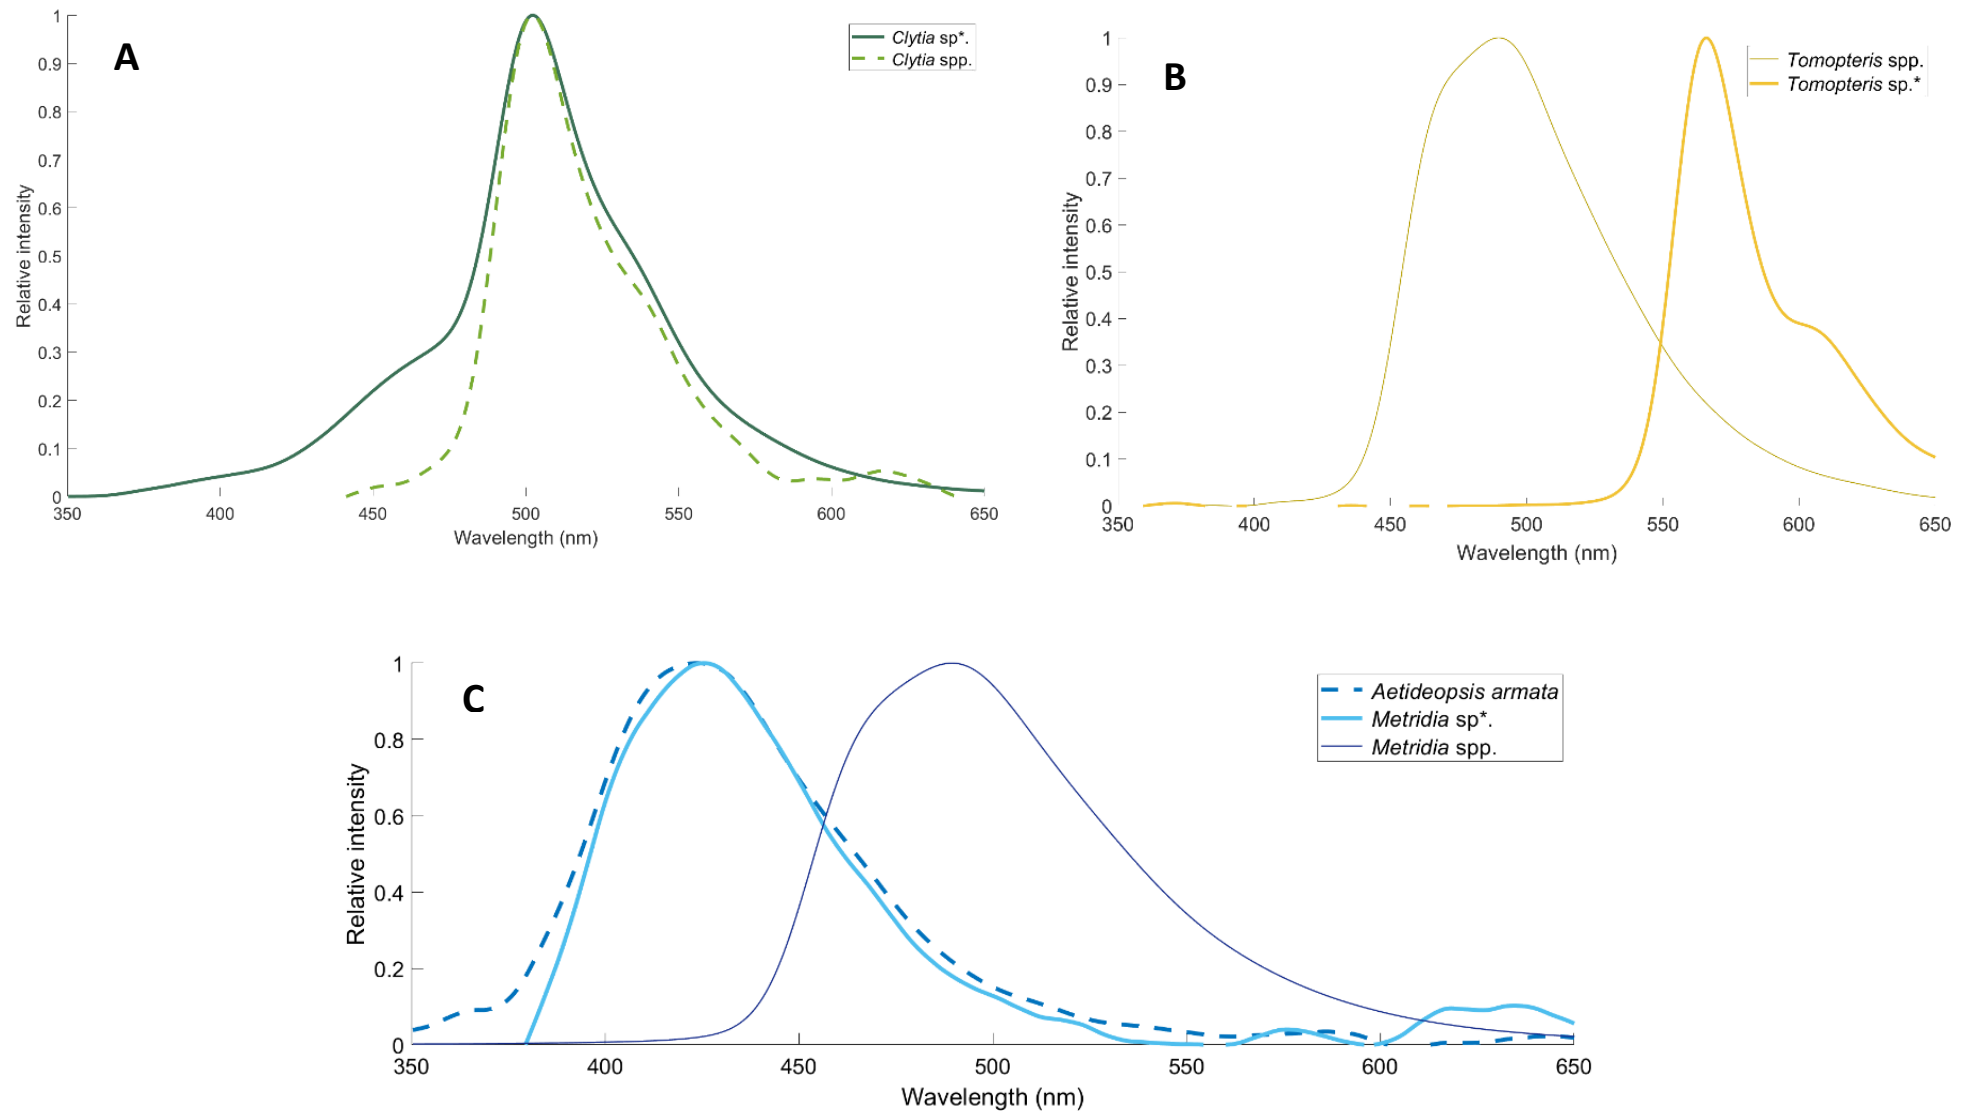 A
Clytia sp*.
Clytia spp.
1
0.9
0.8
0.7
0.6
0.5
0.4
0.3
0.2
0.1
0
Relative intensity
350 400 450 500 550 600 650
Wavelength (nm)
B
Tomopteris spp.
Tomopteris sp.*
1
0.9
0.8
0.7
0.6
0.5
0.4
0.3
0.2
0.1
0
Relative intensity
350 400 450 500 550 600 650
Wavelength (nm)
C
Aetideopsis armata
Metridia sp*.
Metridia spp.
1
0.8
0.6
0.4
0.2
0
Relative intensity
350 400 450 500 550 600 650
Wavelength (nm)